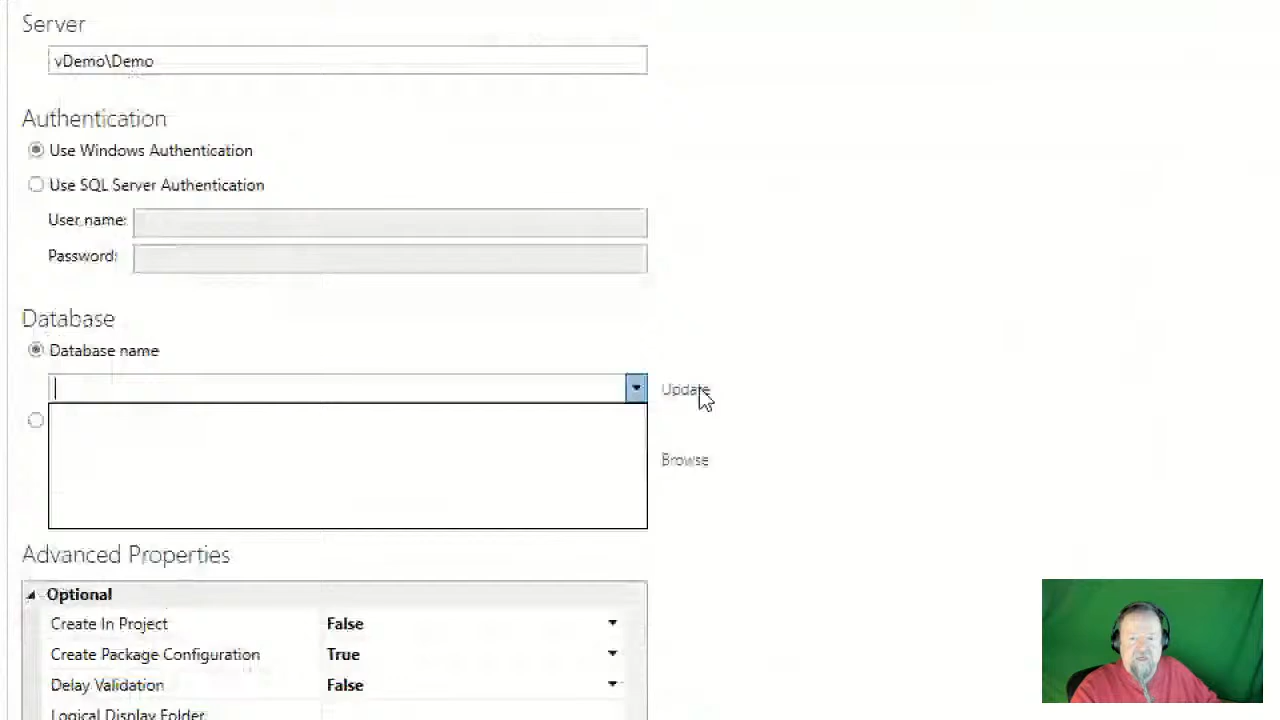 Server
vDemo\Demo
Authentication
Use Windows Authentication
Use SQL Server Authentication
User name:
Password:
Database
Database name
Update
Browse
Advanced Properties
Optional
Create In Project False
Create Package Configuration True
Delay Validation False
Logical Display Folder